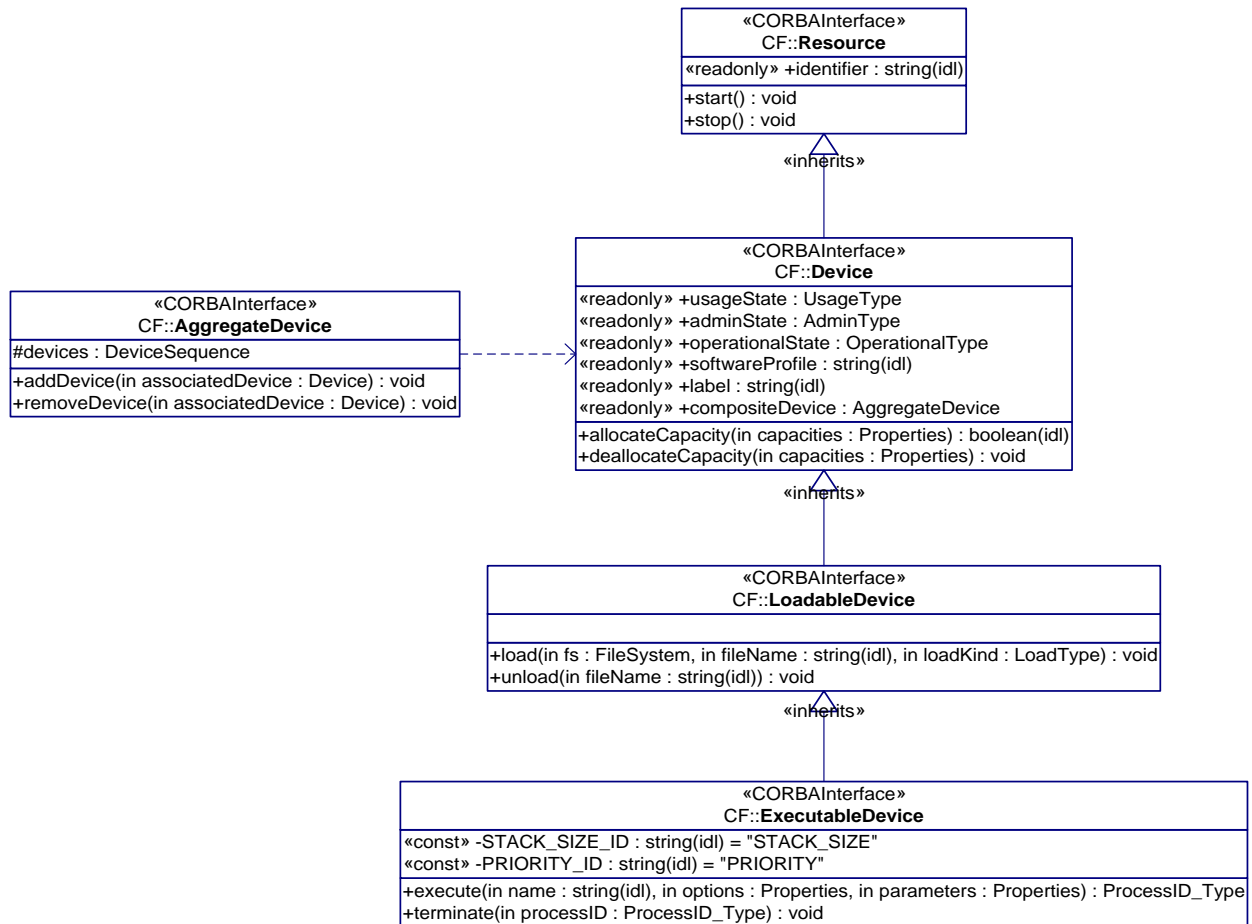 «CORBAInterface»
CF::Resource
«readonly» +identifier : string(idl)
+start() : void
+stop() : void
«inherits»
«CORBAInterface»
CF::Device
«readonly» +usageState : UsageType
«readonly» +adminState : AdminType
«readonly» +operationalState : OperationalType
«readonly» +softwareProfile : string(idl)
«readonly» +label : string(idl)
«readonly» +compositeDevice : AggregateDevice
+allocateCapacity(in capacities : Properties) : boolean(idl)
+deallocateCapacity(in capacities : Properties) : void
«CORBAInterface»
CF::AggregateDevice
#devices : DeviceSequence
+addDevice(in associatedDevice : Device) : void
+removeDevice(in associatedDevice : Device) : void
«inherits»
«CORBAInterface»
CF::LoadableDevice
+load(in fs : FileSystem, in fileName : string(idl), in loadKind : LoadType) : void
+unload(in fileName : string(idl)) : void
«inherits»
«CORBAInterface»
CF::ExecutableDevice
«const» -STACK_SIZE_ID : string(idl) = "STACK_SIZE"
«const» -PRIORITY_ID : string(idl) = "PRIORITY"
+execute(in name : string(idl), in options : Properties, in parameters : Properties) : ProcessID_Type
+terminate(in processID : ProcessID_Type) : void